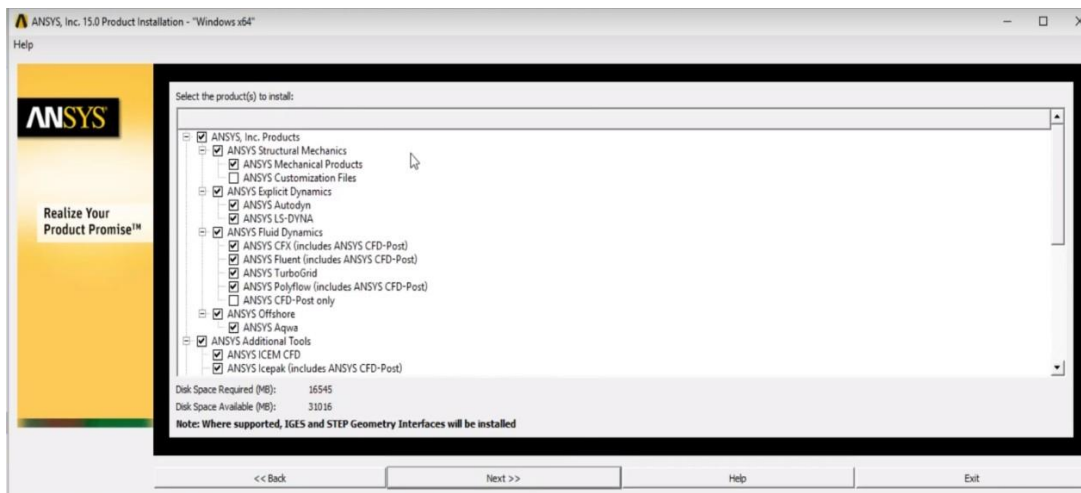 ANSYS, Inc. 15.0 Product Installation - "Windows x64"
Help
ANSYS
Realize Your
Product Promise™
Select the product(s) to install:
ANSYS, Inc. Products
ANSYS Structural Mechanics
ANSYS Mechanical Products
ANSYS Customization Files
ANSYS Explicit Dynamics
ANSYS Autodyn
ANSYS LS-DYNA
ANSYS Fluid Dynamics
ANSYS CFX (includes ANSYS CFD-Post)
ANSYS Fluent (includes ANSYS CFD-Post)
ANSYS TurboGrid
ANSYS Polyflow (includes ANSYS CFD-Post)
ANSYS CFD-Post only
ANSYS Offshore
ANSYS Aqwa
ANSYS Additional Tools
ANSYS ICEM CFD
ANSYS Icepak (includes ANSYS CFD-Post)
Disk Space Required (MB): 16545
Disk Space Available (MB): 31016
Note: Where supported, IGES and STEP Geometry Interfaces will be installed
<< Back Next >> Help Exit